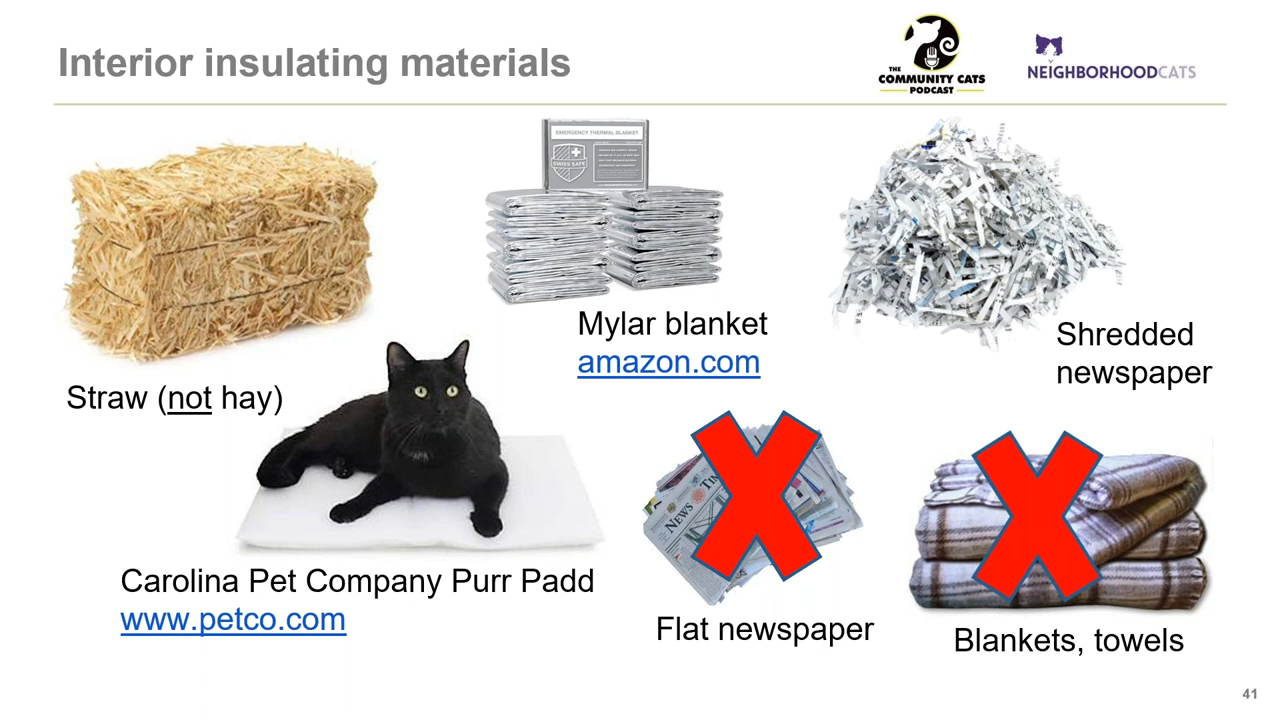 Interior insulating materials
THE
COMMUNITY CATS
PODCAST
NEIGHBORHOODCATS
EMERGENCY THERMAL BLANKET
SWISS SAFE
Mylar blanket
amazon.com
Shredded
newspaper
Straw (not hay)
Carolina Pet Company Purr Padd
www.petco.com
NEWS
Flat newspaper
Blankets, towels
41